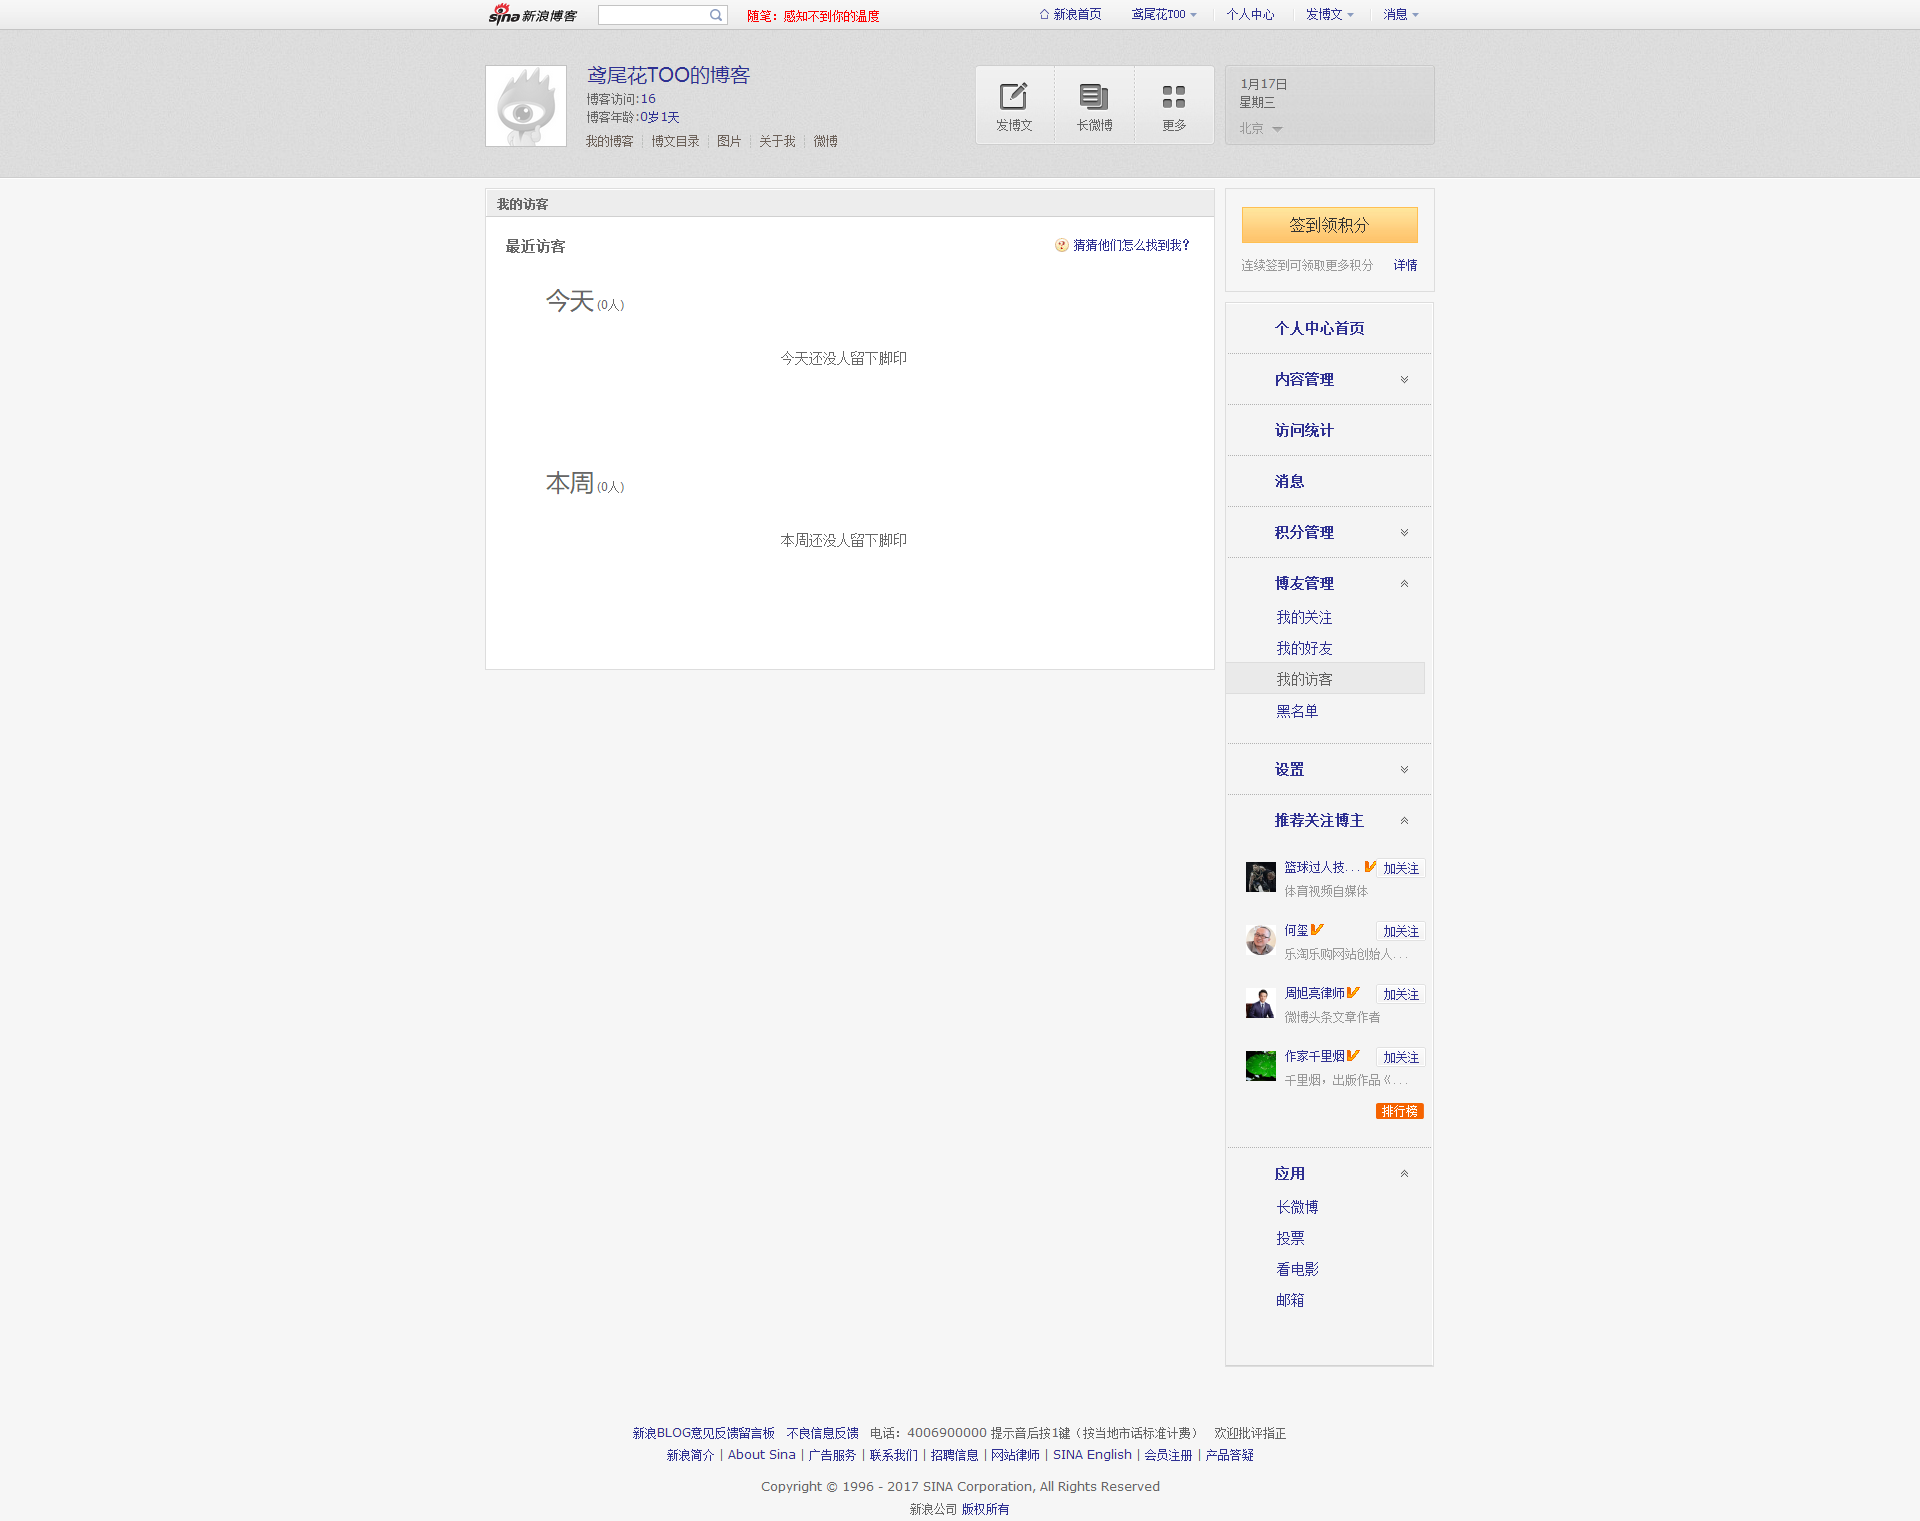 sina 新浪博客
随笔：感知不到你的温度
新浪首页 鸢尾花TOO 个人中心 发博文 消息
鸢尾花TOO的博客
博客访问:16
博客年龄:0岁1天
我的博客 博文目录 图片 关于我 微博
发博文 长微博 更多
1月17日
星期三
北京
我的访客
最近访客
猜猜他们怎么找到我?
今天(0人)
今天还没人留下脚印
本周(0人)
本周还没人留下脚印
签到领积分
连续签到可领取更多积分 详情
个人中心首页
内容管理
访问统计
消息
积分管理
博友管理
我的关注
我的好友
我的访客
黑名单
设置
推荐关注博主
篮球过人技... 加关注
体育视频自媒体
何玺 加关注
乐淘乐购网站创始人...
周旭亮律师 加关注
微博头条文章作者
作家千里烟 加关注
千里烟，出版作品《...
排行榜
应用
长微博
投票
看电影
邮箱
新浪BLOG意见反馈留言板 不良信息反馈 电话：4006900000 提示音后按1键（按当地市话标准计费） 欢迎批评指正
新浪简介 | About Sina | 广告服务 | 联系我们 | 招聘信息 | 网站律师 | SINA English | 会员注册 | 产品答疑
Copyright © 1996 - 2017 SINA Corporation, All Rights Reserved
新浪公司 版权所有